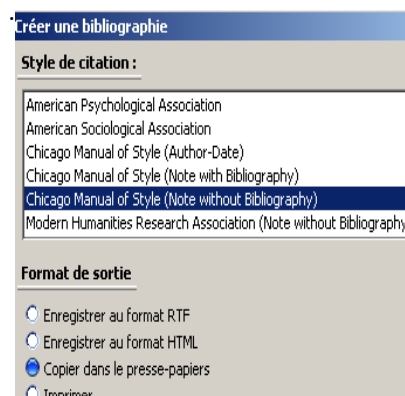 Créer une bibliographie
Style de citation :
American Psychological Association
American Sociological Association
Chicago Manual of Style (Author-Date)
Chicago Manual of Style (Note with Bibliography)
Chicago Manual of Style (Note without Bibliography)
Modern Humanities Research Association (Note without Bibliography
Format de sortie
Enregistrer au format RTF
Enregistrer au format HTML
Copier dans le presse-papiers
Imprimer